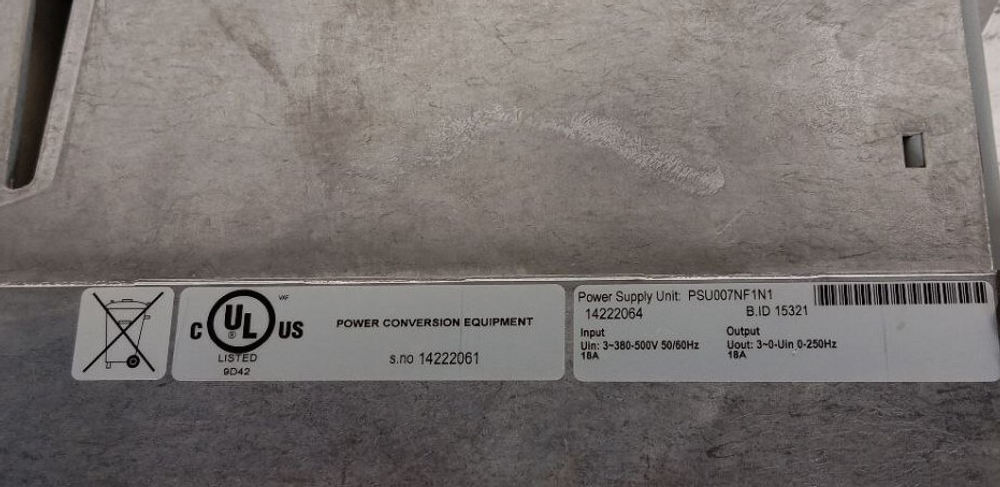 VAF
C UL ® US
LISTED
9D42
POWER CONVERSION EQUIPMENT
s.no 14222061
Power Supply Unit: PSU007NF1N1
14222064 B.ID 15321
Input Output
Uin: 3~380-500V 50/60Hz Uout: 3~0-Uin 0-250Hz
18A 18A